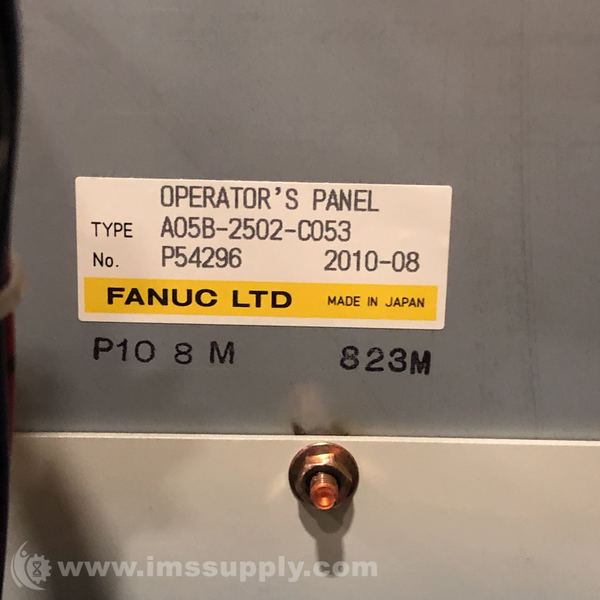 OPERATOR'S PANEL
TYPE A05B-2502-C053
No. P54296 2010-08
FANUC LTD MADE IN JAPAN
P10 8 M 823M
www.imssupply.com